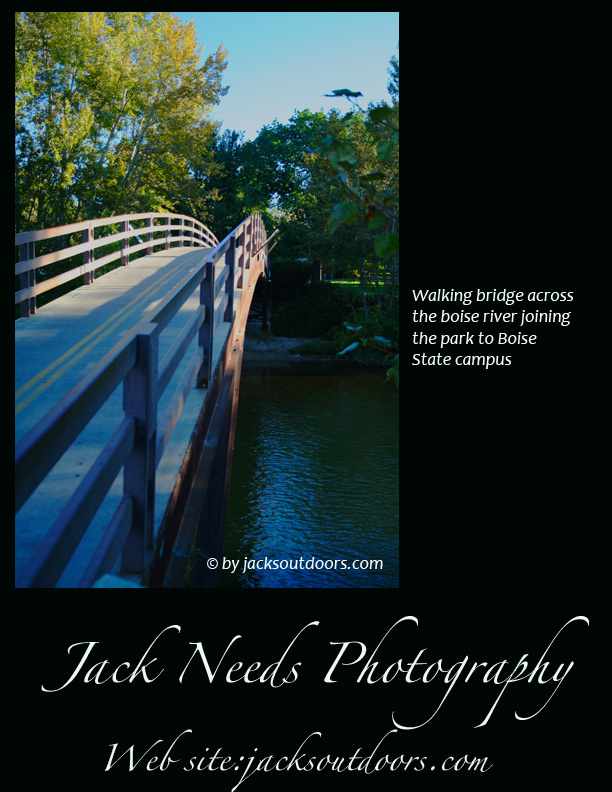 Walking bridge across
the boise river joining
the park to Boise
State campus
© by jacksoutdoors.com
Jack Needs Photography
Web site:jacksoutdoors.com